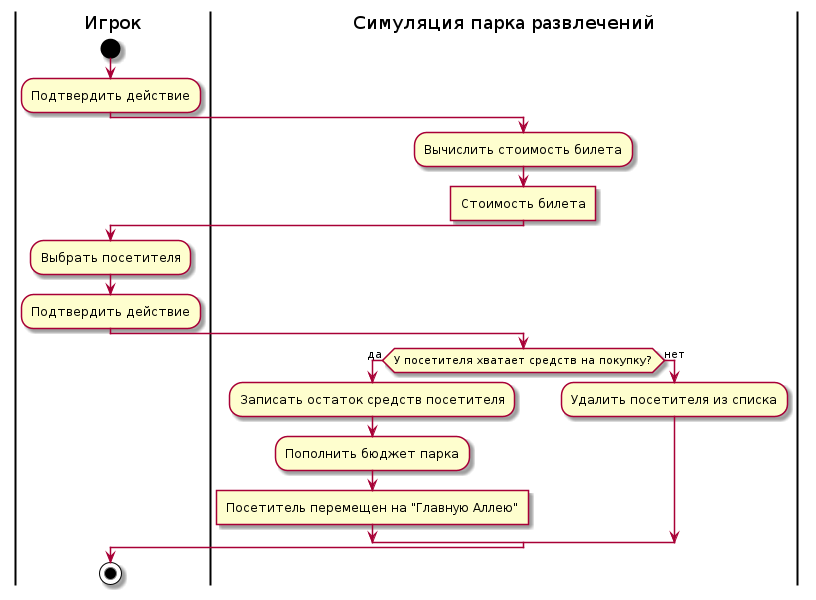 Игрок
Симуляция парка развлечений
Подтвердить действие
Вычислить стоимость билета
Стоимость билета
Выбрать посетителя
Подтвердить действие
У посетителя хватает средств на покупку?
да
нет
Записать остаток средств посетителя
Удалить посетителя из списка
Пополнить бюджет парка
Посетитель перемещен на "Главную Аллею"